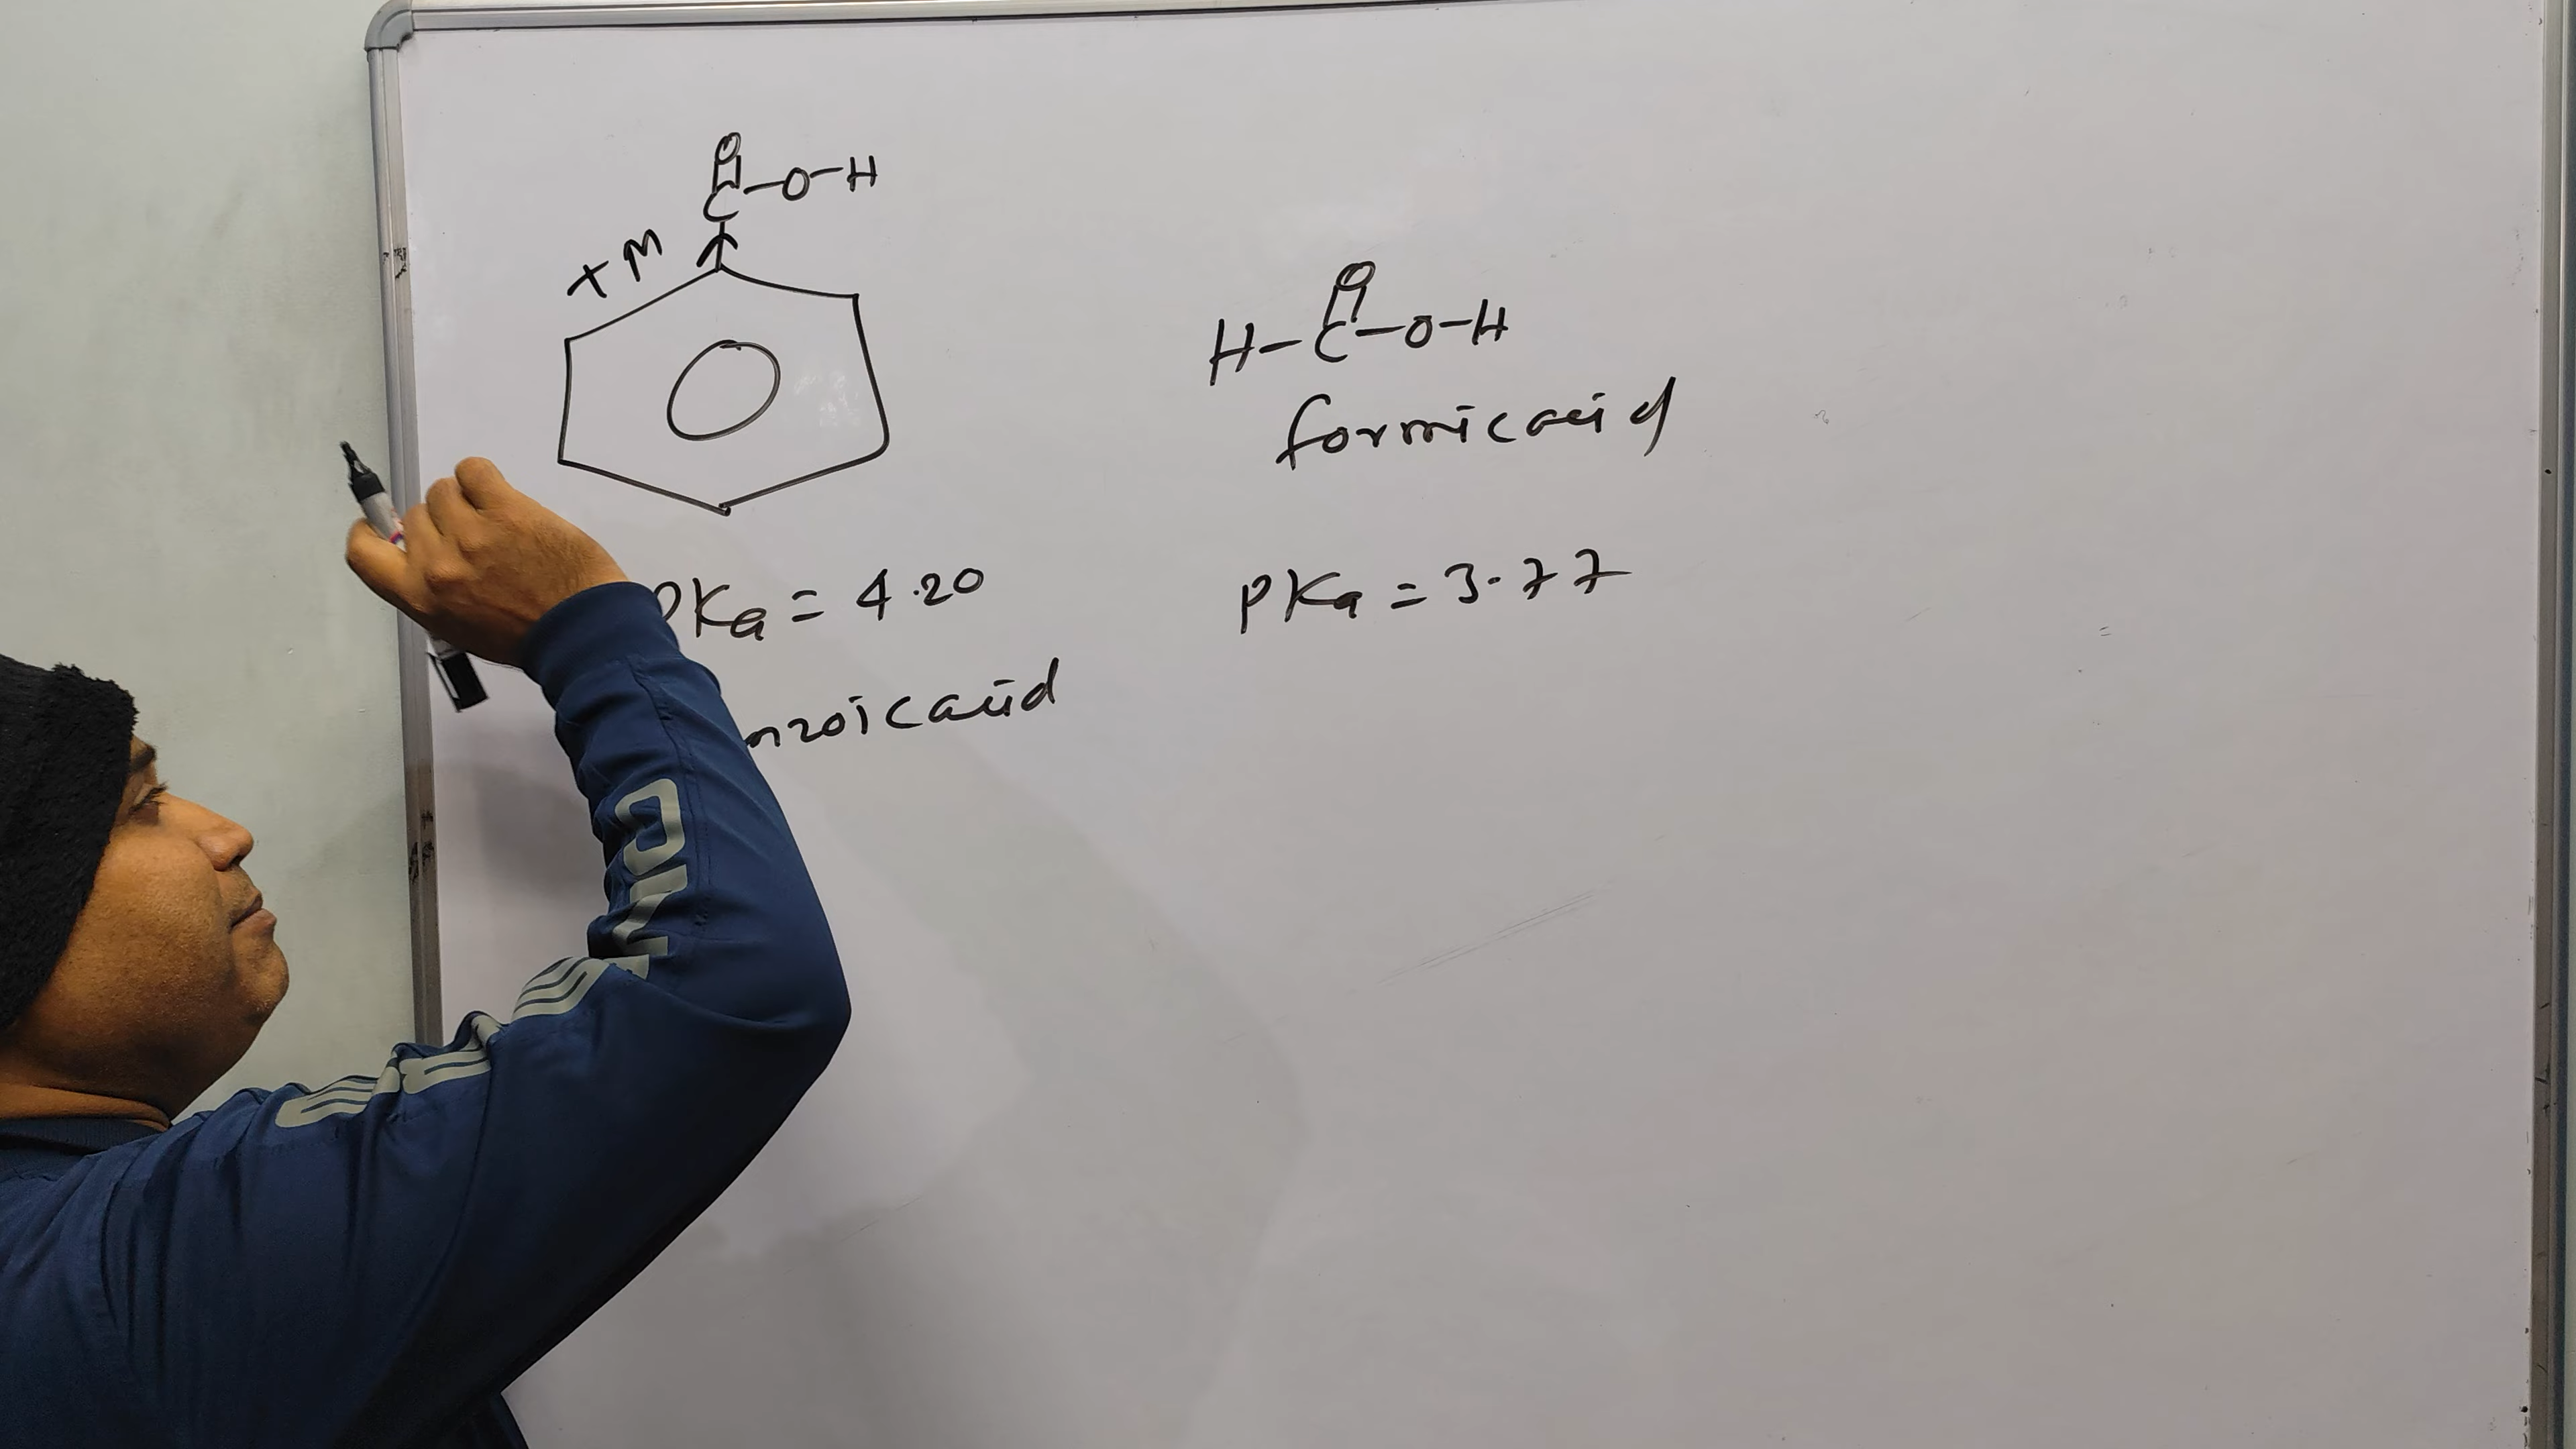 O
C-O-H
+M
pKa = 4.20
nzoic acid
O
H-C-O-H
formic acid
pKa = 3.77